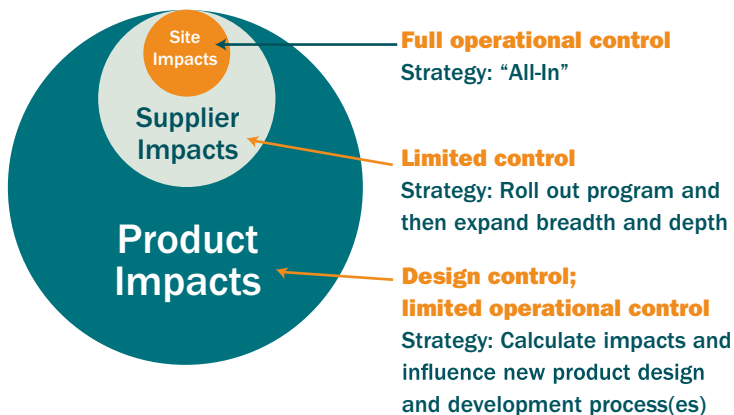 Site
Impacts
Supplier
Impacts
Product
Impacts
Full operational control
Strategy: “All-In”
Limited control
Strategy: Roll out program and
then expand breadth and depth
Design control;
limited operational control
Strategy: Calculate impacts and
influence new product design
and development process(es)